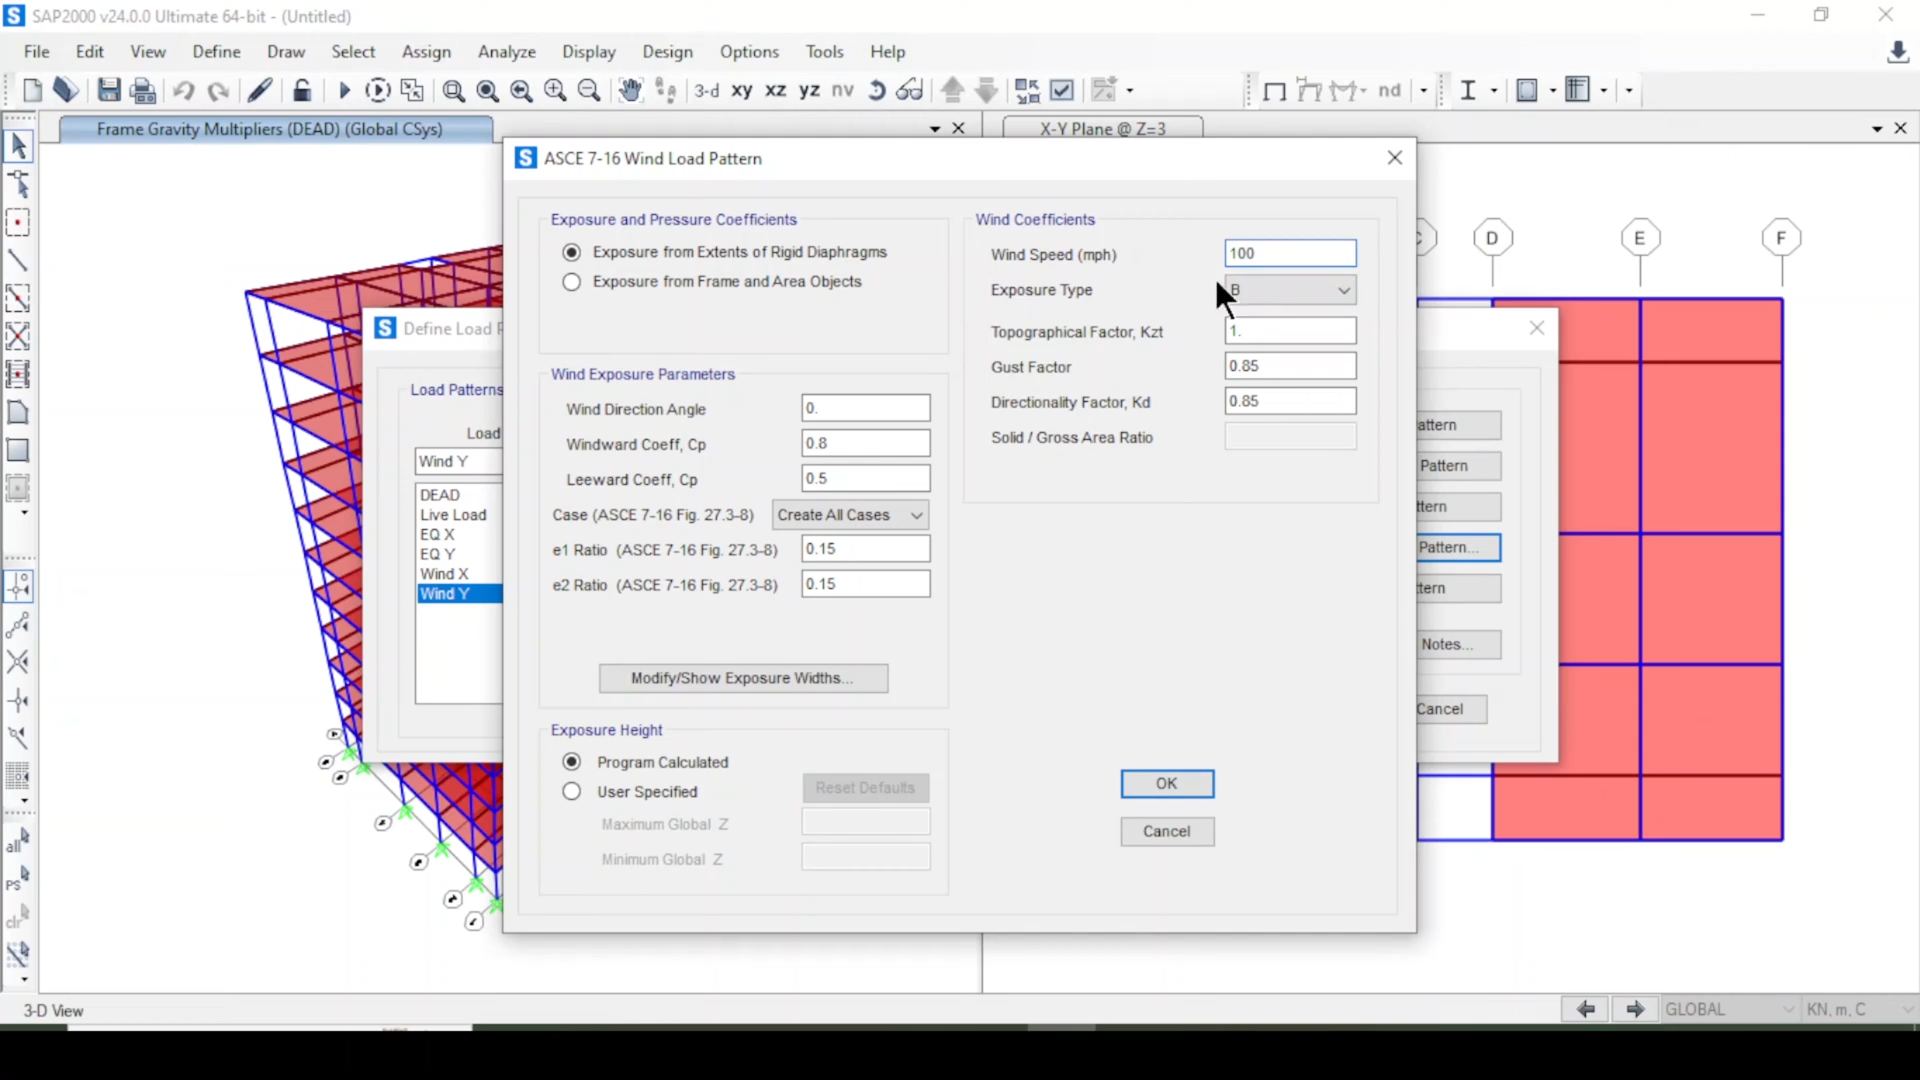 SAP2000 v24.0.0 Ultimate 64-bit - (Untitled)
File Edit View Define Draw Select Assign Analyze Display Design Options Tools Help
3-d xy xz yz nv nd
Frame Gravity Multipliers (DEAD) (Global CSys)
X-Y Plane @ Z=3
ASCE 7-16 Wind Load Pattern
Exposure and Pressure Coefficients
Exposure from Extents of Rigid Diaphragms
Exposure from Frame and Area Objects
Wind Exposure Parameters
Wind Direction Angle 0.
Windward Coeff, Cp 0.8
Leeward Coeff, Cp 0.5
Case (ASCE 7-16 Fig. 27.3-8) Create All Cases
e1 Ratio (ASCE 7-16 Fig. 27.3-8) 0.15
e2 Ratio (ASCE 7-16 Fig. 27.3-8) 0.15
Modify/Show Exposure Widths...
Exposure Height
Program Calculated
User Specified
Reset Defaults
Maximum Global Z
Minimum Global Z
Wind Coefficients
Wind Speed (mph) 100
Exposure Type B
Topographical Factor, Kzt 1.
Gust Factor 0.85
Directionality Factor, Kd 0.85
Solid / Gross Area Ratio
OK
Cancel
Define Load
Load Patterns
Load
Wind Y
DEAD
Live Load
EQ X
EQ Y
Wind X
Wind Y
attern
Pattern
ttern
Pattern...
ttern
Notes...
Cancel
C D E F
all
PS
clr
3-D View
GLOBAL
KN, m, C